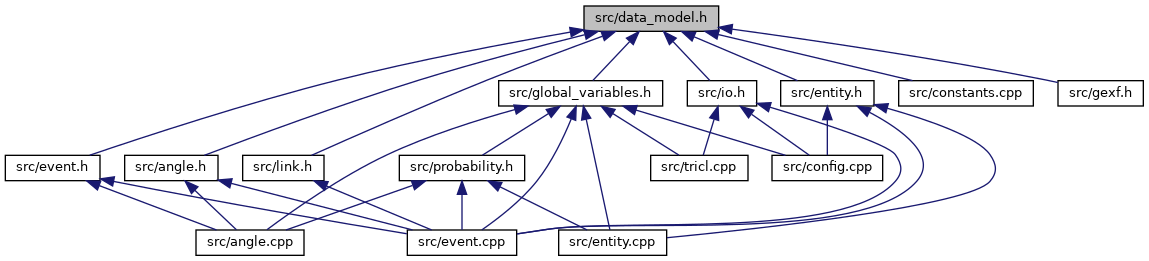 src/data_model.h
src/global_variables.h
src/io.h
src/entity.h
src/constants.cpp
src/gexf.h
src/event.h
src/angle.h
src/link.h
src/probability.h
src/tricl.cpp
src/config.cpp
src/angle.cpp
src/event.cpp
src/entity.cpp